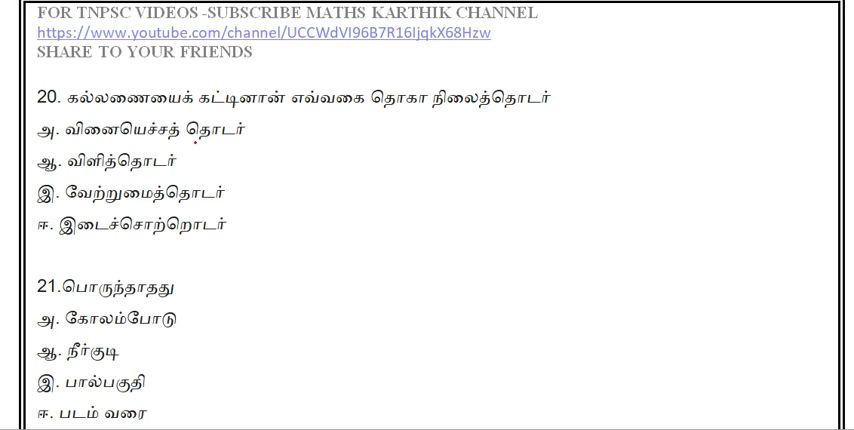 FOR TNPSC VIDEOS -SUBSCRIBE MATHS KARTHIK CHANNEL
https://www.youtube.com/channel/UCCWdVI96B7R16IjqkX68Hzw
SHARE TO YOUR FRIENDS
20. கல்லணையைக் கட்டினான் எவ்வகை தொகா நிலைத்தொடர்
அ. வினையெச்சத் தொடர்
ஆ. விளித்தொடர்
இ. வேற்றுமைத்தொடர்
ஈ. இடைச்சொற்றொடர்
21.பொருந்தாதது
அ. கோலம்போடு
ஆ. நீர்குடி
இ. பால்பகுதி
ஈ. படம் வரை